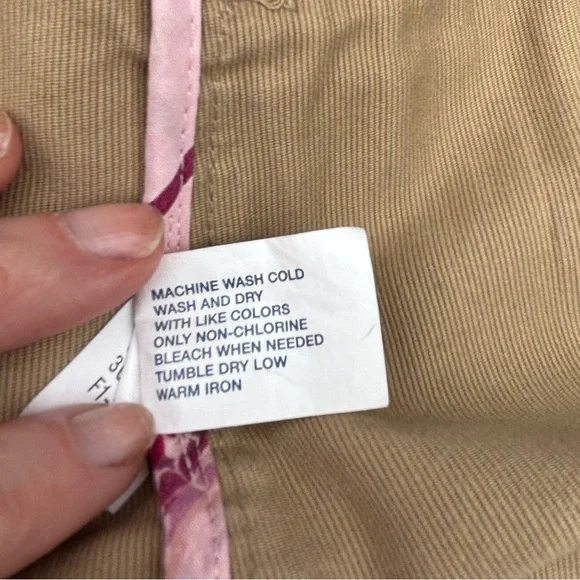 MACHINE WASH COLD
WASH AND DRY
WITH LIKE COLORS
ONLY NON-CHLORINE
BLEACH WHEN NEEDED
TUMBLE DRY LOW
WARM IRON